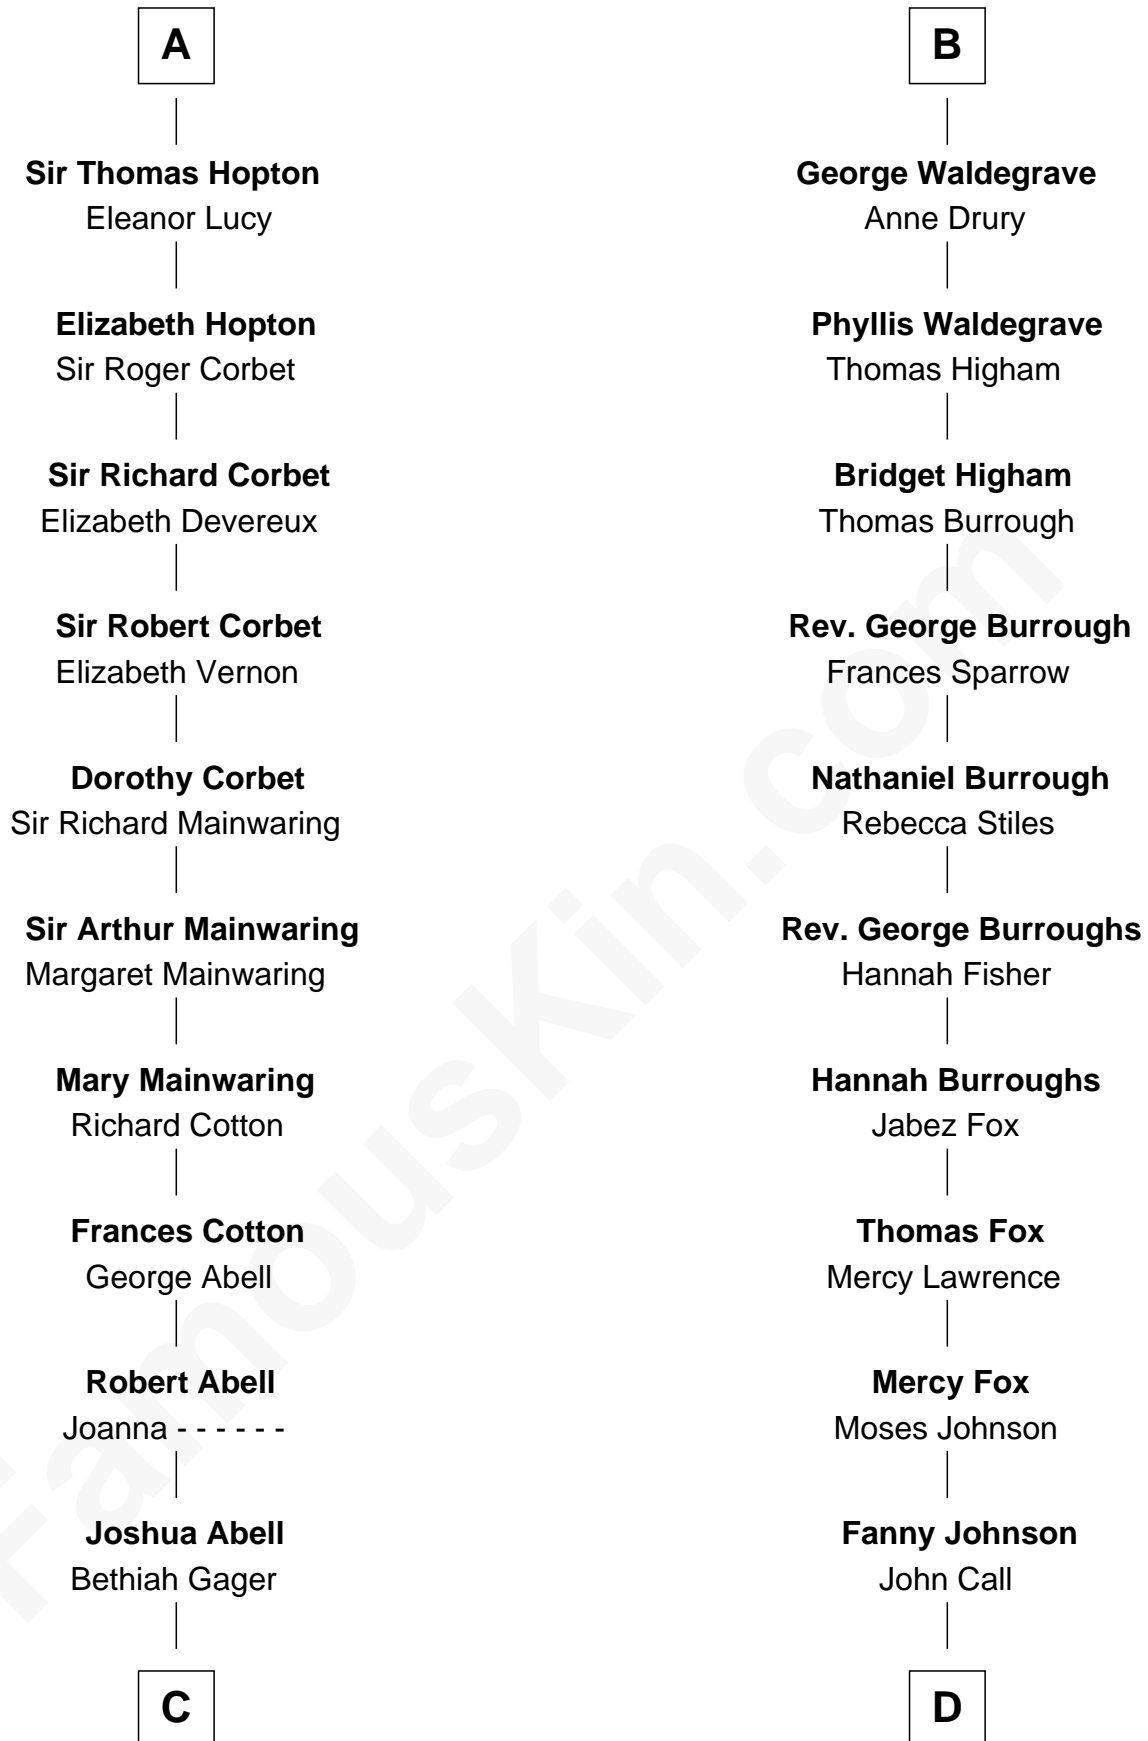 A
Sir Thomas Hopton
Eleanor Lucy
Elizabeth Hopton
Sir Roger Corbet
Sir Richard Corbet
Elizabeth Devereux
Sir Robert Corbet
Elizabeth Vernon
Dorothy Corbet
Sir Richard Mainwaring
Sir Arthur Mainwaring
Margaret Mainwaring
Mary Mainwaring
Richard Cotton
Frances Cotton
George Abell
Robert Abell
Joanna - - - - - -
Joshua Abell
Bethiah Gager
C
B
George Waldegrave
Anne Drury
Phyllis Waldegrave
Thomas Higham
Bridget Higham
Thomas Burrough
Rev. George Burrough
Frances Sparrow
Nathaniel Burrough
Rebecca Stiles
Rev. George Burroughs
Hannah Fisher
Hannah Burroughs
Jabez Fox
Thomas Fox
Mercy Lawrence
Mercy Fox
Moses Johnson
Fanny Johnson
John Call
D
FamousKin.com